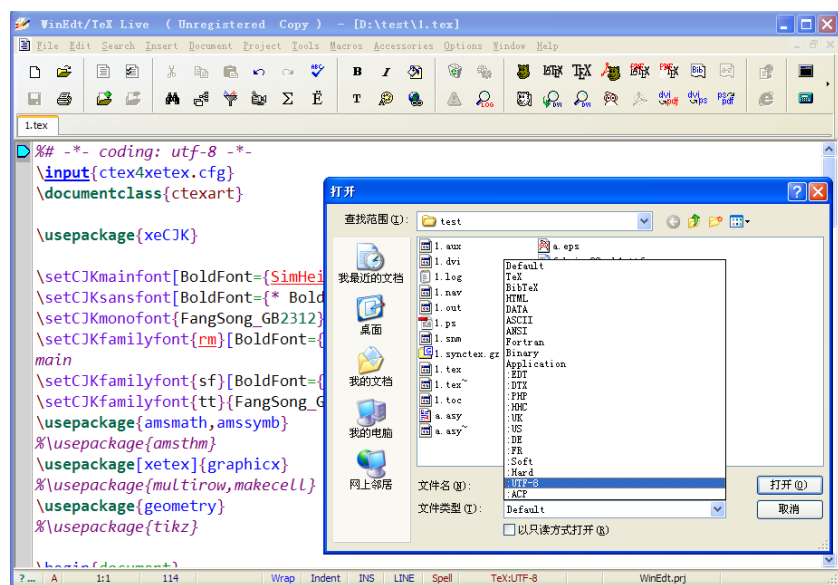 WinEdt/TeX Live ( Unregistered Copy ) - [D:\test\1.tex]
File Edit Search Insert Document Project Tools Macros Accessories Options Window Help
1.tex
%# -*- coding: utf-8 -*-
\input{ctex4xetex.cfg}
\documentclass{ctexart}
\usepackage{xeCJK}
\setCJKmainfont[BoldFont={SimHei
\setCJKsansfont[BoldFont={* Bold
\setCJKmonofont{FangSong_GB2312}
\setCJKfamilyfont{rm}[BoldFont={
main
\setCJKfamilyfont{sf}[BoldFont={
\setCJKfamilyfont{tt}{FangSong_G
\usepackage{amsmath,amssymb}
%\usepackage{amsthm}
\usepackage[xetex]{graphicx}
%\usepackage{multirow,makecell}
\usepackage{geometry}
%\usepackage{tikz}
\begin{document}
打开
查找范围(I):
test
我最近的文档
桌面
我的文档
我的电脑
网上邻居
1.aux
1.dvi
1.log
1.nav
1.out
1.ps
1.snm
1.synctex.gz
1.tex
1.tex~
1.toc
a.asy
a.asy~
a.eps
Default
TeX
BibTeX
HTML
DATA
ASCII
ANSI
Fortran
Binary
Application
:EDT
:DTX
:PHP
:HHC
:UK
:US
:DE
:FR
:Soft
:Hard
:UTF-8
:ACP
文件名(N):
打开(O)
文件类型(T):
Default
取消
以只读方式打开(R)
?... A 1:1 114 Wrap Indent INS LINE Spell TeX:UTF-8 WinEdt.prj